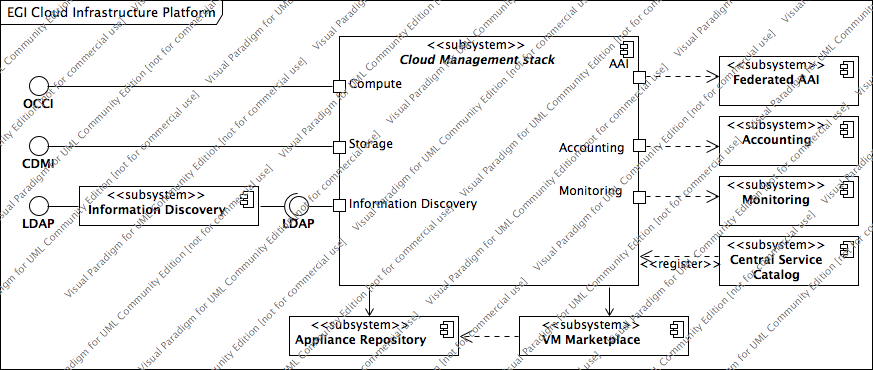 EGI Cloud Infrastructure Platform
<<subsystem>>
Cloud Management stack
AAI
<<subsystem>>
Federated AAI
OCCI
Compute
Accounting
<<subsystem>>
Accounting
CDMI
Storage
Monitoring
<<subsystem>>
Monitoring
LDAP
<<subsystem>>
Information Discovery
LDAP
Information Discovery
<<register>>
<<subsystem>>
Central Service
Catalog
<<subsystem>>
Appliance Repository
<<subsystem>>
VM Marketplace
Visual Paradigm for UML Community Edition [not for commercial use]